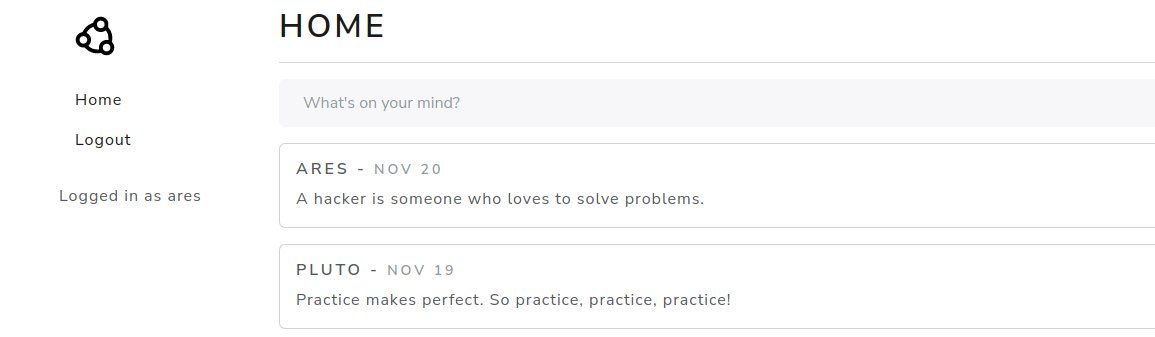 HOME
Home
Logout
Logged in as ares
What's on your mind?
ARES - NOV 20
A hacker is someone who loves to solve problems.
PLUTO - NOV 19
Practice makes perfect. So practice, practice, practice!